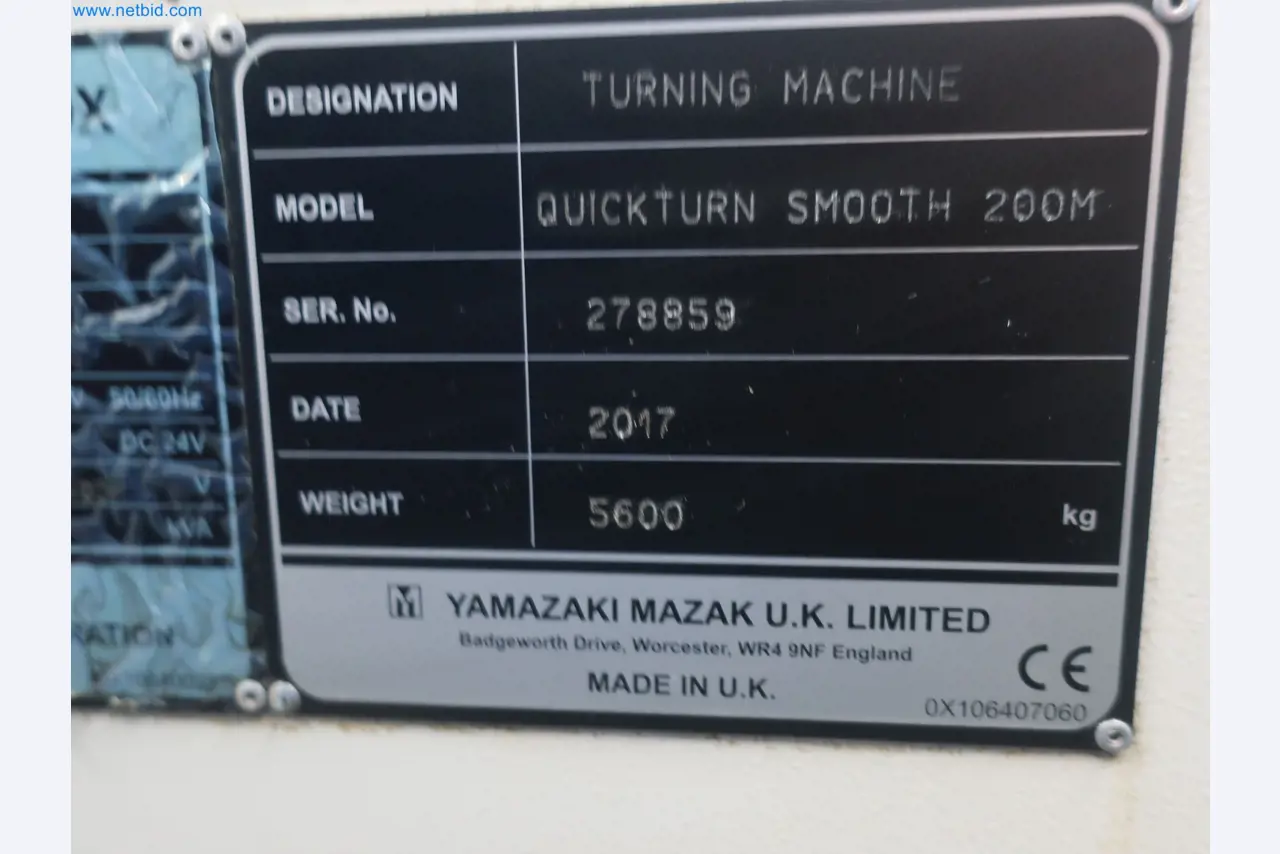 www.netbid.com
X
50/60Hz
DC 24V
V
kVA
DESIGNATION TURNING MACHINE
MODEL QUICKTURN SMOOTH 200M
SER. No. 278859
DATE 2017
WEIGHT 5600 kg
YAMAZAKI MAZAK U.K. LIMITED
Badgeworth Drive, Worcester, WR4 9NF England
MADE IN U.K.
CE
0X106407060